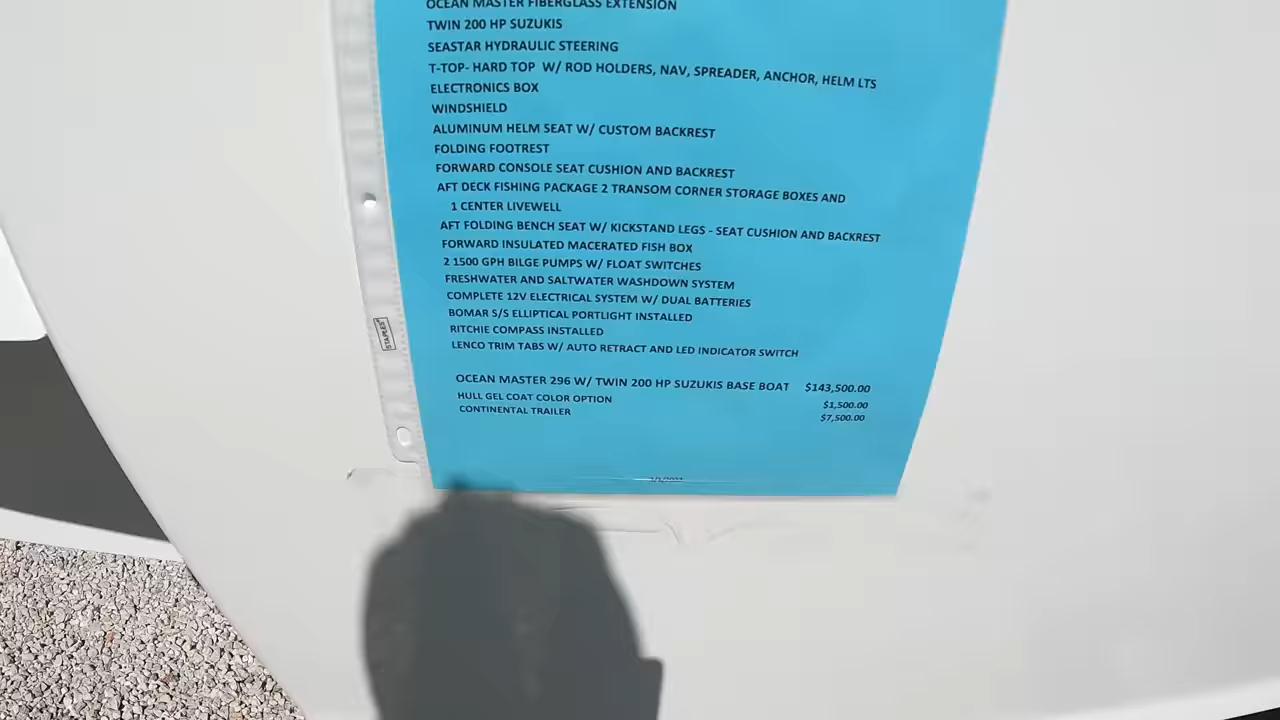 OCEAN MASTER FIBERGLASS EXTENSION
TWIN 200 HP SUZUKIS
SEASTAR HYDRAULIC STEERING
T-TOP- HARD TOP W/ ROD HOLDERS, NAV, SPREADER, ANCHOR, HELM LTS
ELECTRONICS BOX
WINDSHIELD
ALUMINUM HELM SEAT W/ CUSTOM BACKREST
FOLDING FOOTREST
FORWARD CONSOLE SEAT CUSHION AND BACKREST
AFT DECK FISHING PACKAGE 2 TRANSOM CORNER STORAGE BOXES AND
1 CENTER LIVEWELL
AFT FOLDING BENCH SEAT W/ KICKSTAND LEGS - SEAT CUSHION AND BACKREST
FORWARD INSULATED MACERATED FISH BOX
2 1500 GPH BILGE PUMPS W/ FLOAT SWITCHES
FRESHWATER AND SALTWATER WASHDOWN SYSTEM
COMPLETE 12V ELECTRICAL SYSTEM W/ DUAL BATTERIES
BOMAR S/S ELLIPTICAL PORTLIGHT INSTALLED
RITCHIE COMPASS INSTALLED
LENCO TRIM TABS W/ AUTO RETRACT AND LED INDICATOR SWITCH
OCEAN MASTER 296 W/ TWIN 200 HP SUZUKIS BASE BOAT $143,500.00
HULL GEL COAT COLOR OPTION $1,500.00
CONTINENTAL TRAILER $7,500.00
STAPLES